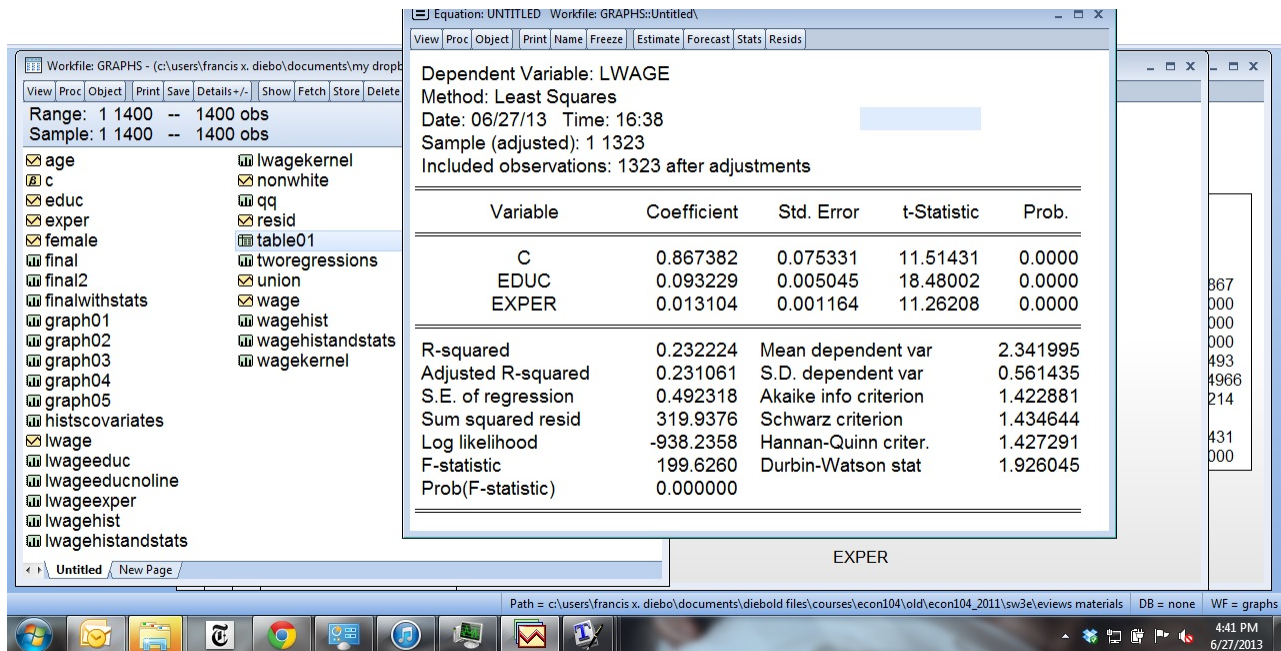 Equation: UNTITLED Workfile: GRAPHS::Untitled\
View Proc Object Print Name Freeze Estimate Forecast Stats Resids
Dependent Variable: LWAGE
Method: Least Squares
Date: 06/27/13 Time: 16:38
Sample (adjusted): 1 1323
Included observations: 1323 after adjustments
Variable Coefficient Std. Error t-Statistic Prob.
C 0.867382 0.075331 11.51431 0.0000
EDUC 0.093229 0.005045 18.48002 0.0000
EXPER 0.013104 0.001164 11.26208 0.0000
R-squared 0.232224 Mean dependent var 2.341995
Adjusted R-squared 0.231061 S.D. dependent var 0.561435
S.E. of regression 0.492318 Akaike info criterion 1.422881
Sum squared resid 319.9376 Schwarz criterion 1.434644
Log likelihood -938.2358 Hannan-Quinn criter. 1.427291
F-statistic 199.6260 Durbin-Watson stat 1.926045
Prob(F-statistic) 0.000000
Workfile: GRAPHS - (c:\users\francis x. diebo\documents\my dropb
View Proc Object Print Save Details+/- Show Fetch Store Delete
Range: 1 1400 -- 1400 obs
Sample: 1 1400 -- 1400 obs
age
c
educ
exper
female
final
final2
finalwithstats
graph01
graph02
graph03
graph04
graph05
histscovariates
lwage
lwageeduc
lwageeducnoline
lwageexper
lwagehist
lwagehistandstats
lwagekernel
nonwhite
qq
resid
table01
tworegressions
union
wage
wagehist
wagehistandstats
wagekernel
Untitled New Page
867
000
000
000
493
4966
214
431
000
EXPER
Path = c:\users\francis x. diebo\documents\diebold files\courses\econ104\old\econ104_2011\sw3e\eviews materials DB = none WF = graphs
4:41 PM
6/27/2013